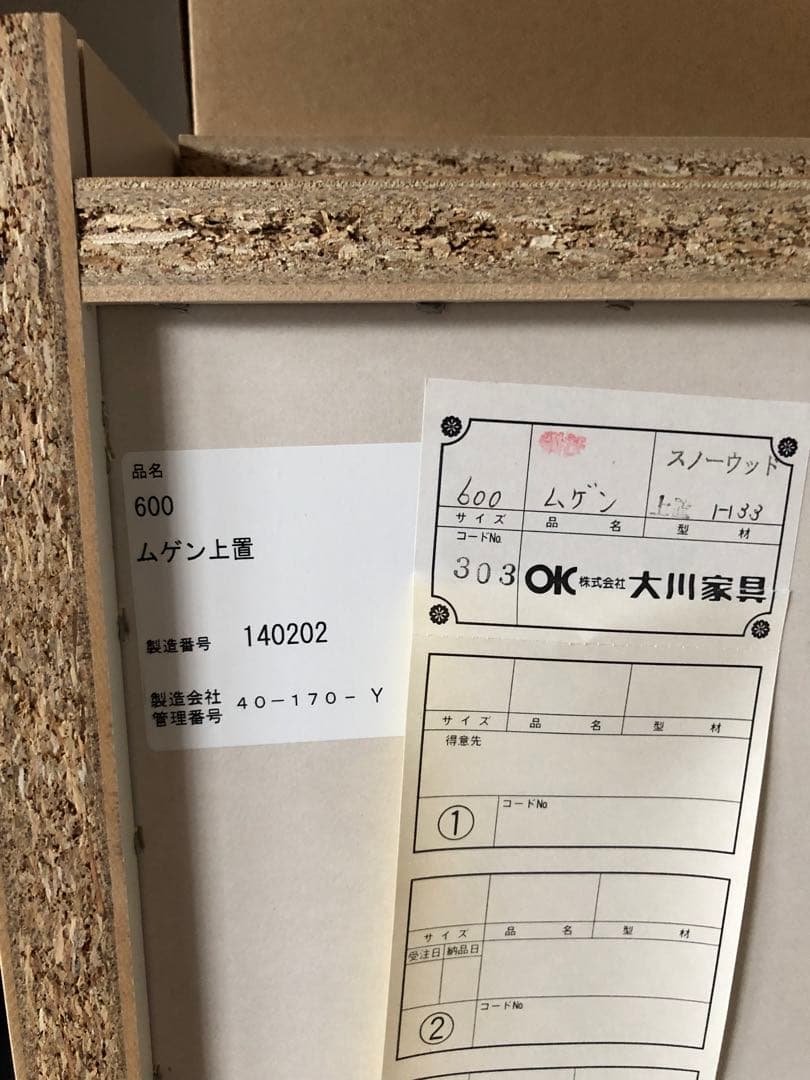 品名
600
ムゲン上置
製造番号 140202
製造会社
管理番号 40-170-Y
スノーウッド
600 ムゲン 上置 1-133
サイズ 品名 型材
コードNo.
303 OK 株式会社 大川家具
サイズ 品名 型材
得意先
① コードNo
サイズ 品名 型材
受注日 納品日
② コードNo